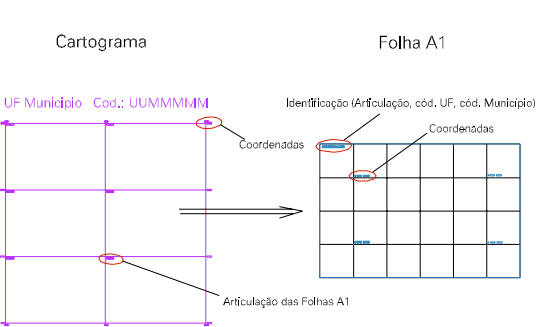 Cartograma
Folha A1
UF Municipio Cod.: UUMMMMM
Identificação (Articulação, cód. UF, cód. Município)
Coordenadas
Coordenadas
Articulação das Folhas A1